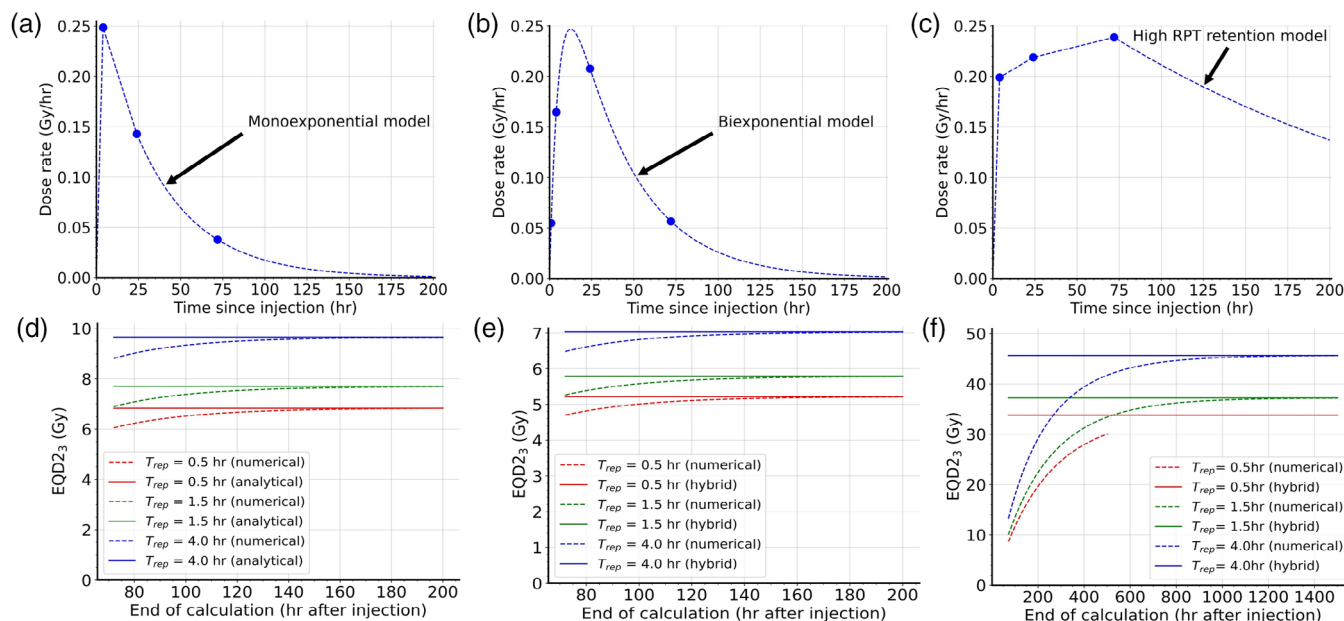 (a)
0.25
0.20
0.15
0.10
0.05
0.00
Dose rate (Gy/hr)
Monoexponential model
0 25 50 75 100 125 150 175 200
Time since injection (hr)
(b)
0.25
0.20
0.15
0.10
0.05
0.00
Dose rate (Gy/hr)
Biexponential model
0 25 50 75 100 125 150 175 200
Time since injection (hr)
(c)
0.25
0.20
0.15
0.10
0.05
0.00
Dose rate (Gy/hr)
High RPT retention model
0 25 50 75 100 125 150 175 200
Time since injection (hr)
(d)
10
8
6
4
2
0
EQD2₃ (Gy)
T_rep = 0.5 hr (numerical)
T_rep = 0.5 hr (analytical)
T_rep = 1.5 hr (numerical)
T_rep = 1.5 hr (analytical)
T_rep = 4.0 hr (numerical)
T_rep = 4.0 hr (analytical)
80 100 120 140 160 180 200
End of calculation (hr after injection)
(e)
7
6
5
4
3
2
1
0
EQD2₃ (Gy)
T_rep = 0.5 hr (numerical)
T_rep = 0.5 hr (hybrid)
T_rep = 1.5 hr (numerical)
T_rep = 1.5 hr (hybrid)
T_rep = 4.0 hr (numerical)
T_rep = 4.0 hr (hybrid)
80 100 120 140 160 180 200
End of calculation (hr after injection)
(f)
50
40
30
20
10
0
EQD2₃ (Gy)
T_rep = 0.5hr (numerical)
T_rep = 0.5hr (hybrid)
T_rep = 1.5hr (numerical)
T_rep = 1.5hr (hybrid)
T_rep = 4.0hr (numerical)
T_rep = 4.0hr (hybrid)
200 400 600 800 1000 1200 1400
End of calculation (hr after injection)